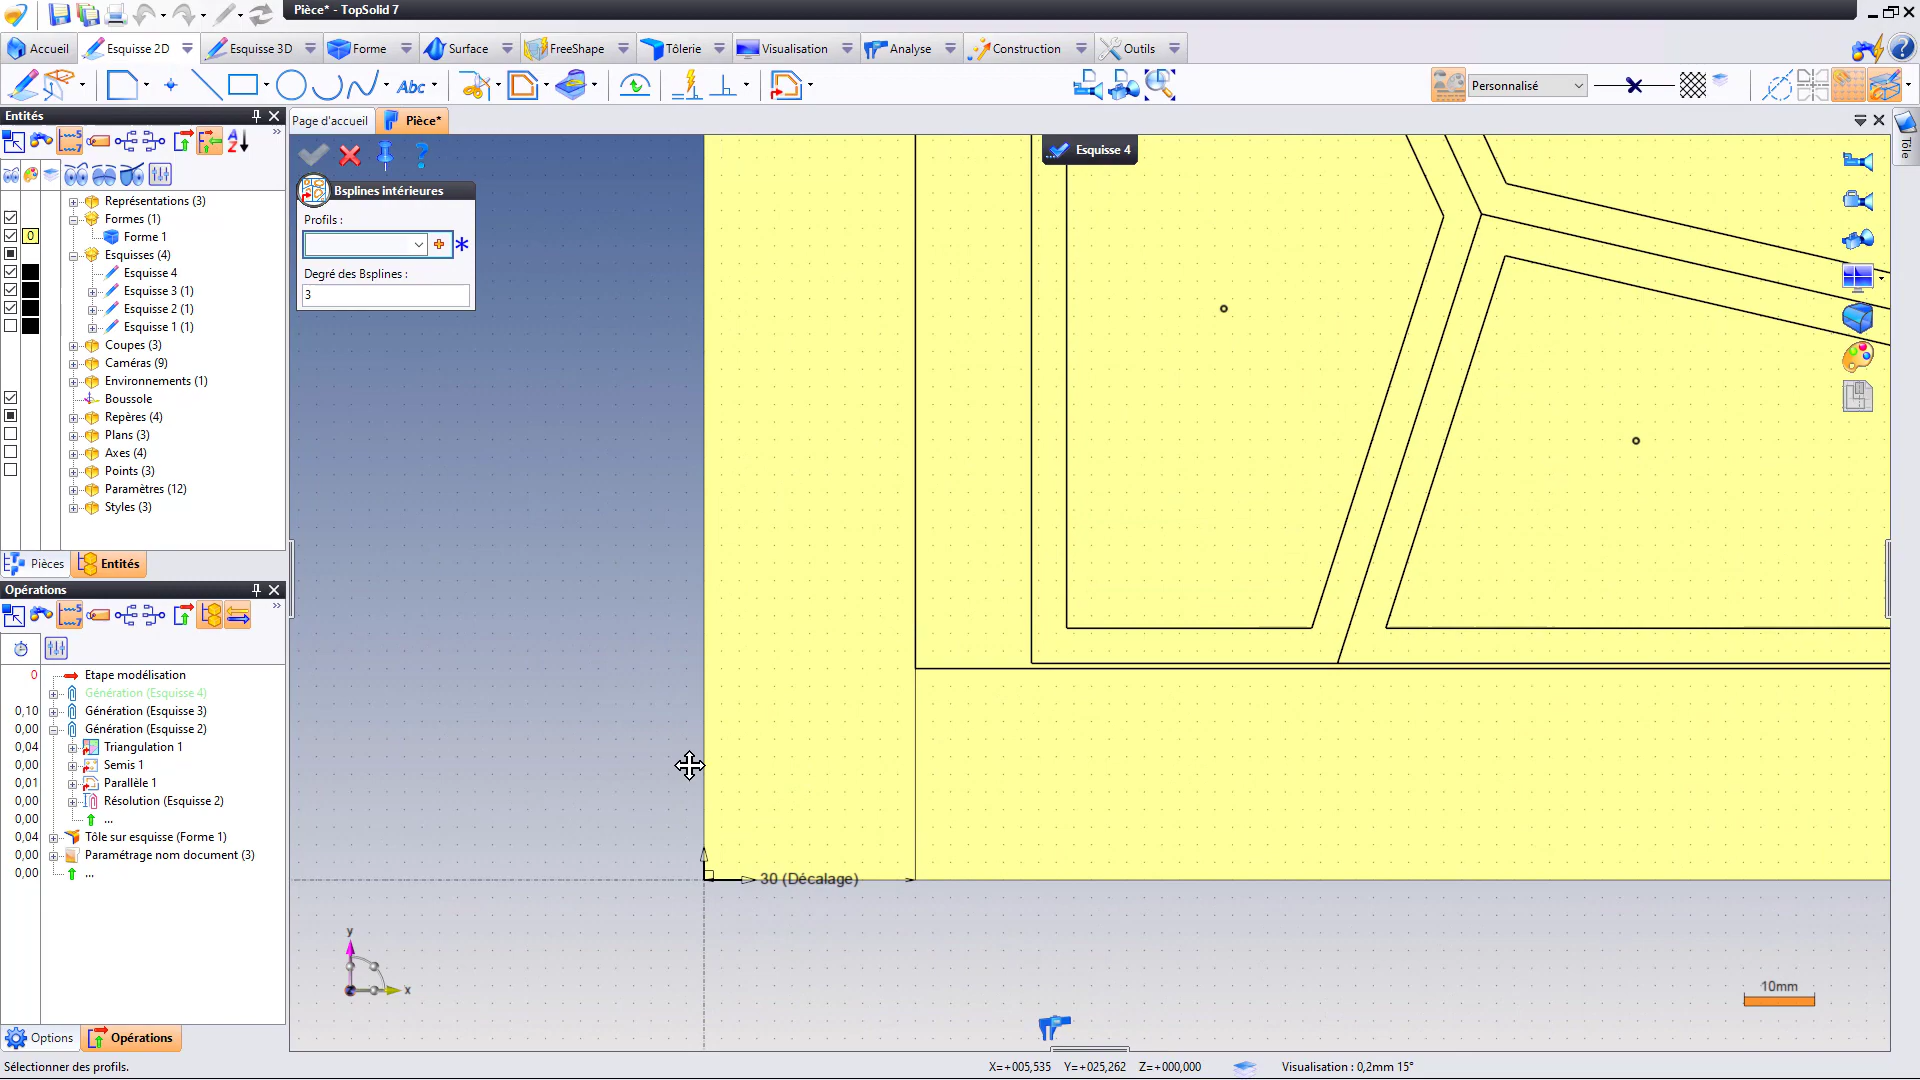 Pièce* - TopSolid 7
Accueil
Esquisse 2D
Esquisse 3D
Forme
Surface
FreeShape
Tôlerie
Visualisation
Analyse
Construction
Outils
Abc
Personnalisé
Entités
Page d'accueil
Pièce*
Esquisse 4
Tôle
Bsplines intérieures
Profils :
Degré des Bsplines :
3
Représentations (3)
Formes (1)
0
Forme 1
Esquisses (4)
Esquisse 4
Esquisse 3 (1)
Esquisse 2 (1)
Esquisse 1 (1)
Coupes (3)
Caméras (9)
Environnements (1)
Boussole
Repères (4)
Plans (3)
Axes (4)
Points (3)
Paramètres (12)
Styles (3)
Pièces
Entités
Opérations
0 Etape modélisation
Génération (Esquisse 4)
0,10 Génération (Esquisse 3)
0,00 Génération (Esquisse 2)
0,04 Triangulation 1
0,00 Semis 1
0,01 Parallèle 1
0,00 Résolution (Esquisse 2)
0,00 ...
0,04 Tôle sur esquisse (Forme 1)
0,00 Paramétrage nom document (3)
0,00 ...
30 (Décalage)
y
x
10mm
Options
Opérations
Sélectionner des profils.
X=+005,535 Y=+025,262 Z=+000,000
Visualisation : 0,2mm 15°